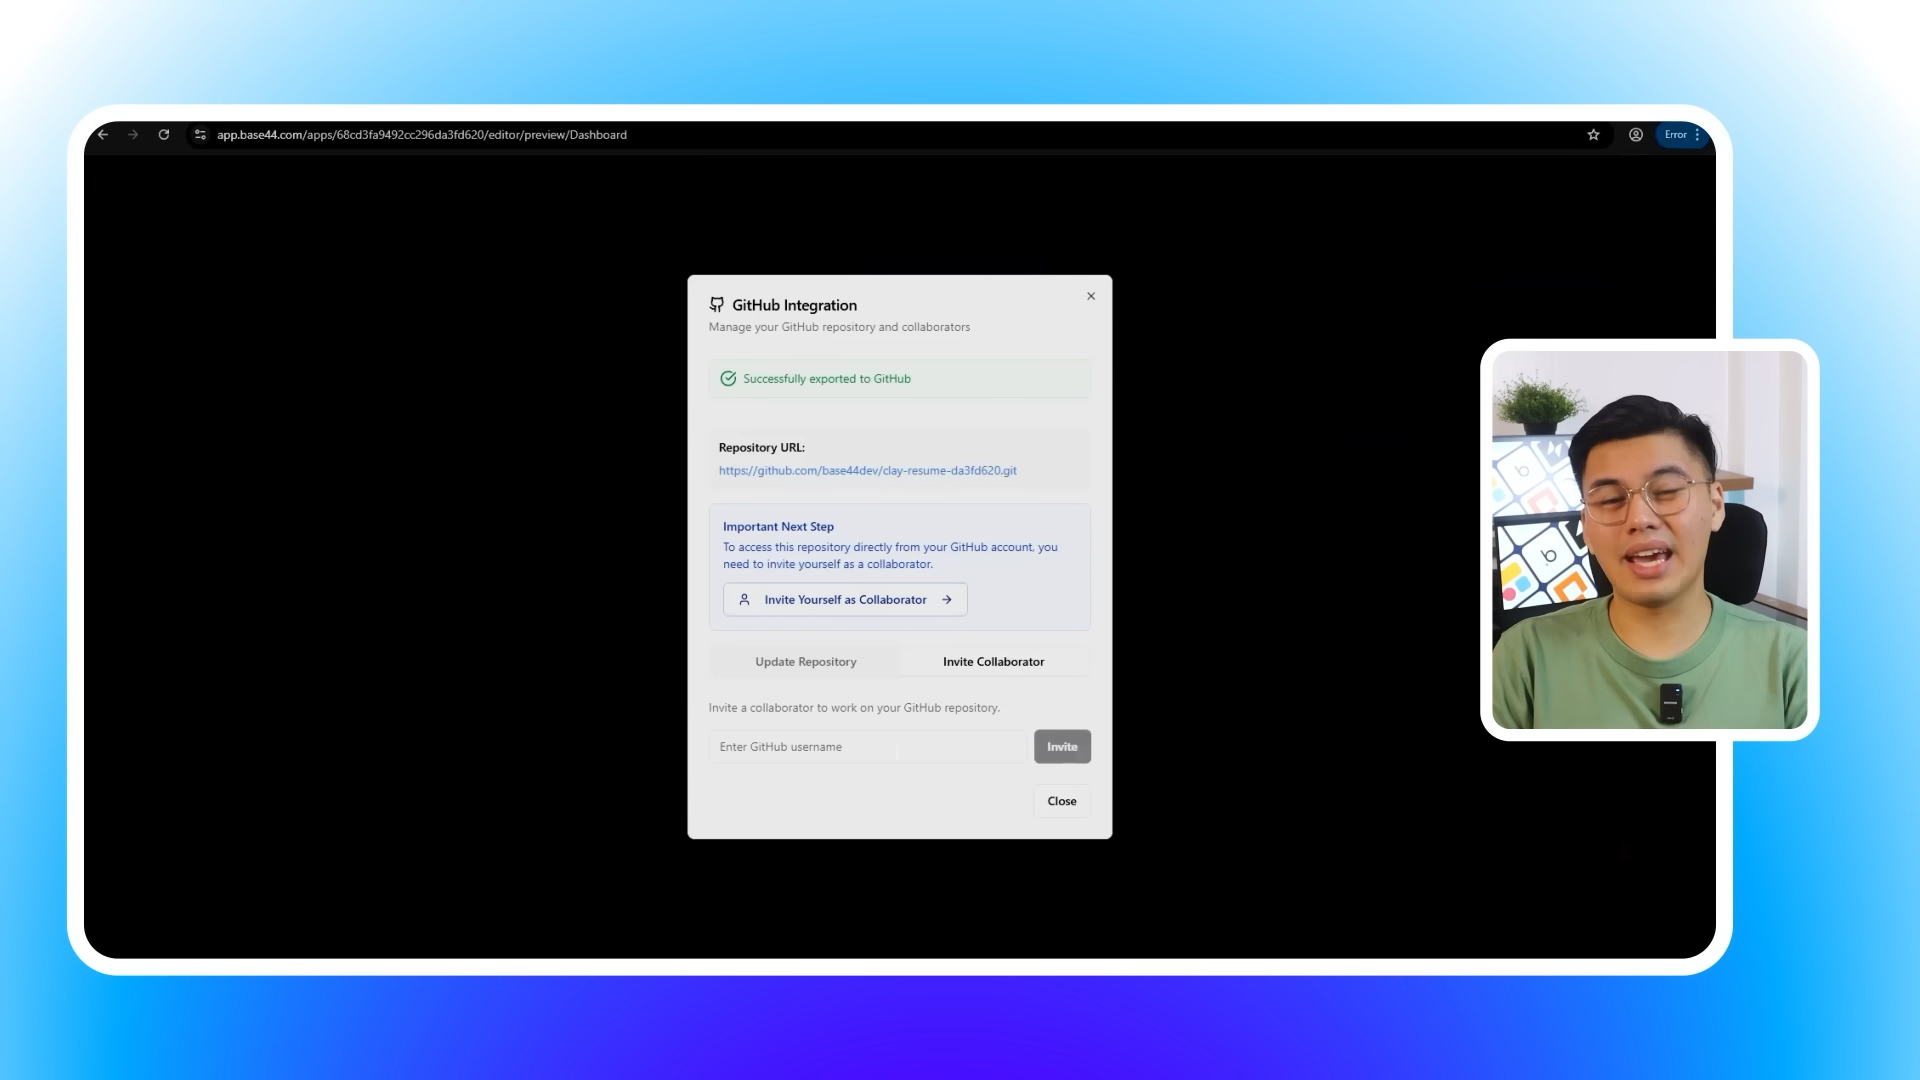 app.base44.com/apps/68cd3fa9492cc296da3fd620/editor/preview/Dashboard
Error
GitHub Integration
Manage your GitHub repository and collaborators
Successfully exported to GitHub
Repository URL:
https://github.com/base44dev/clay-resume-da3fd620.git
Important Next Step
To access this repository directly from your GitHub account, you
need to invite yourself as a collaborator.
Invite Yourself as Collaborator
Update Repository
Invite Collaborator
Invite a collaborator to work on your GitHub repository.
Enter GitHub username
Invite
Close